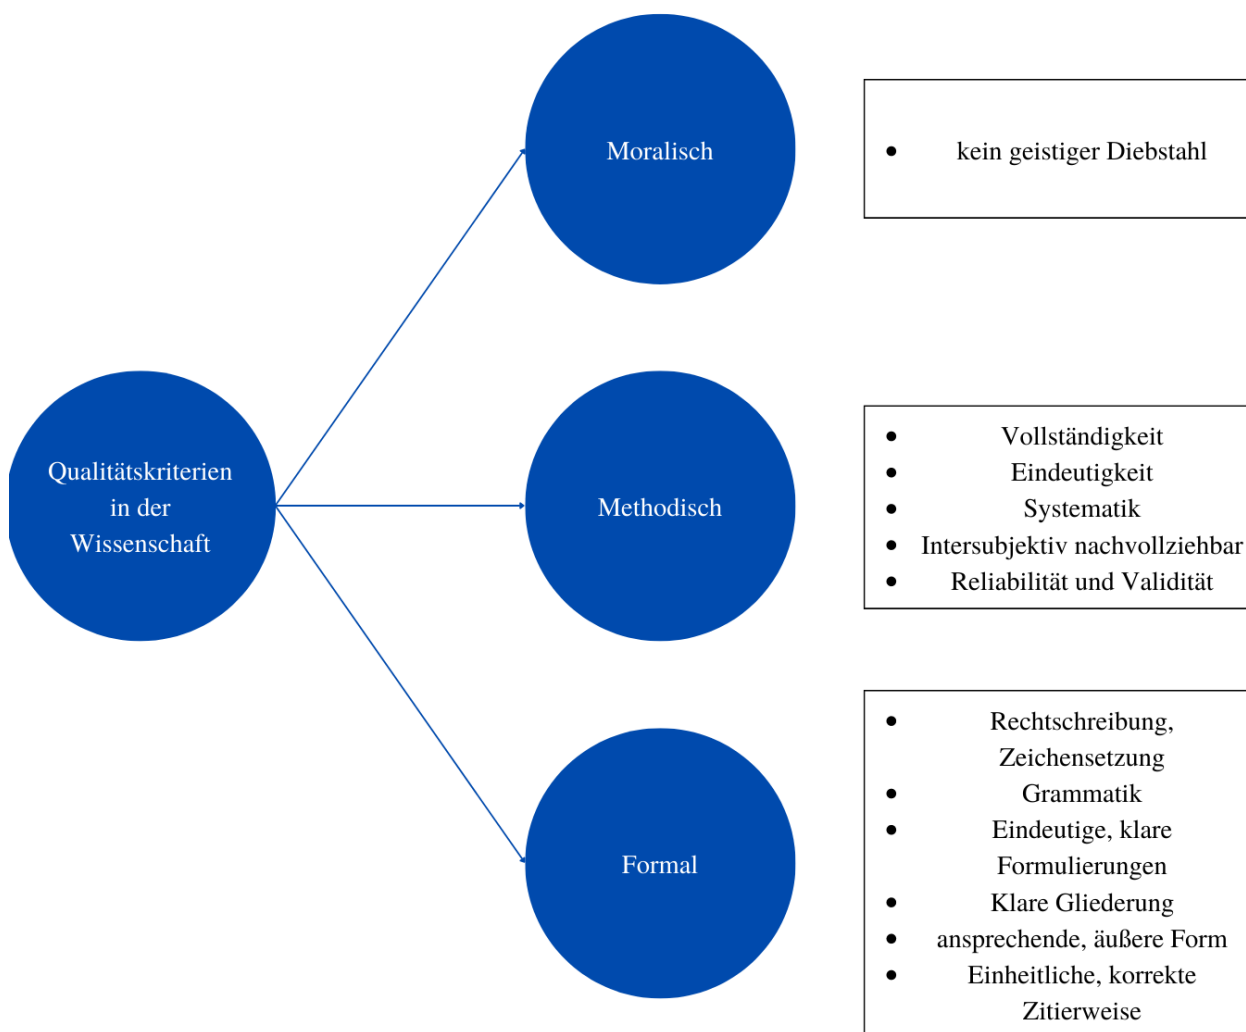 Qualitätskriterien
in der
Wissenschaft
Moralisch
kein geistiger Diebstahl
Methodisch
Vollständigkeit
Eindeutigkeit
Systematik
Intersubjektiv nachvollziehbar
Reliabilität und Validität
Formal
Rechtschreibung,
Zeichensetzung
Grammatik
Eindeutige, klare
Formulierungen
Klare Gliederung
ansprechende, äußere Form
Einheitliche, korrekte
Zitierweise